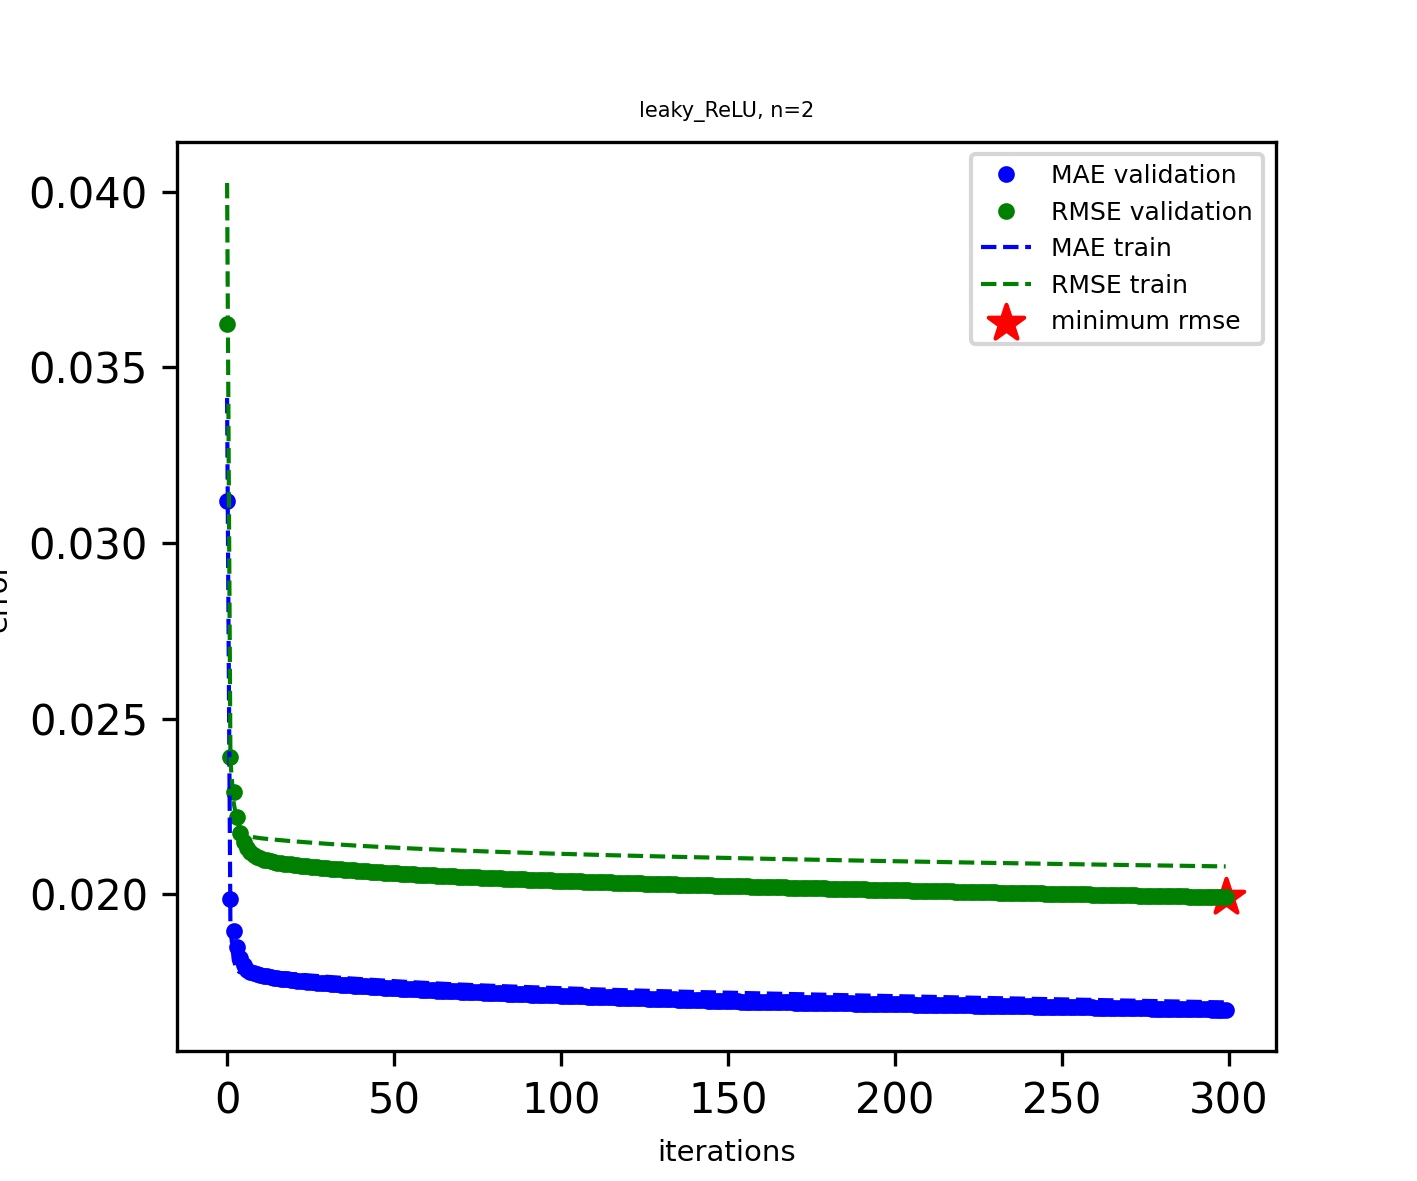 leaky_ReLU, n=2
MAE validation
RMSE validation
MAE train
RMSE train
minimum rmse
0.040
0.035
0.030
0.025
0.020
0 50 100 150 200 250 300
iterations